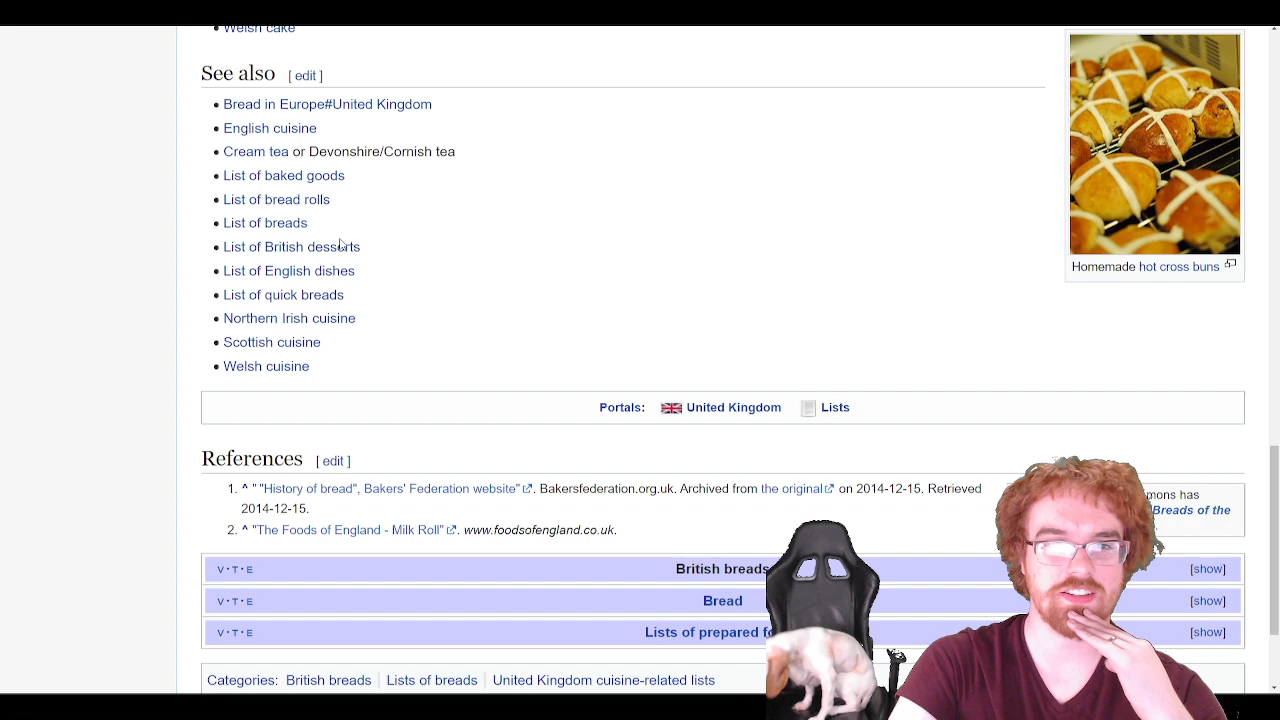 Welsh cake
See also [ edit ]
• Bread in Europe#United Kingdom
• English cuisine
• Cream tea or Devonshire/Cornish tea
• List of baked goods
• List of bread rolls
• List of breads
• List of British desserts
• List of English dishes
• List of quick breads
• Northern Irish cuisine
• Scottish cuisine
• Welsh cuisine
Homemade hot cross buns
Portals: United Kingdom Lists
References [ edit ]
1. ^ " "History of bread", Bakers' Federation website". Bakersfederation.org.uk. Archived from the original on 2014-12-15. Retrieved
2014-12-15.
2. ^ "The Foods of England - Milk Roll". www.foodsofengland.co.uk.
has
Breads of the
V · T · E British breads [show]
V · T · E Bread [show]
V · T · E Lists of prepared [show]
Categories: British breads | Lists of breads | United Kingdom cuisine-related lists